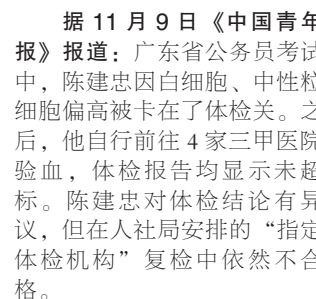 据 11 月 9 日《中国青年
报》报道：广东省公务员考试
中，陈建忠因白细胞、中性粒
细胞偏高被卡在了体检关。之
后，他自行前往 4 家三甲医院
验血，体检报告均显示未超
标。陈建忠对体检结论有异
议，但在人社局安排的“指定
体检机构”复检中依然不合
格。